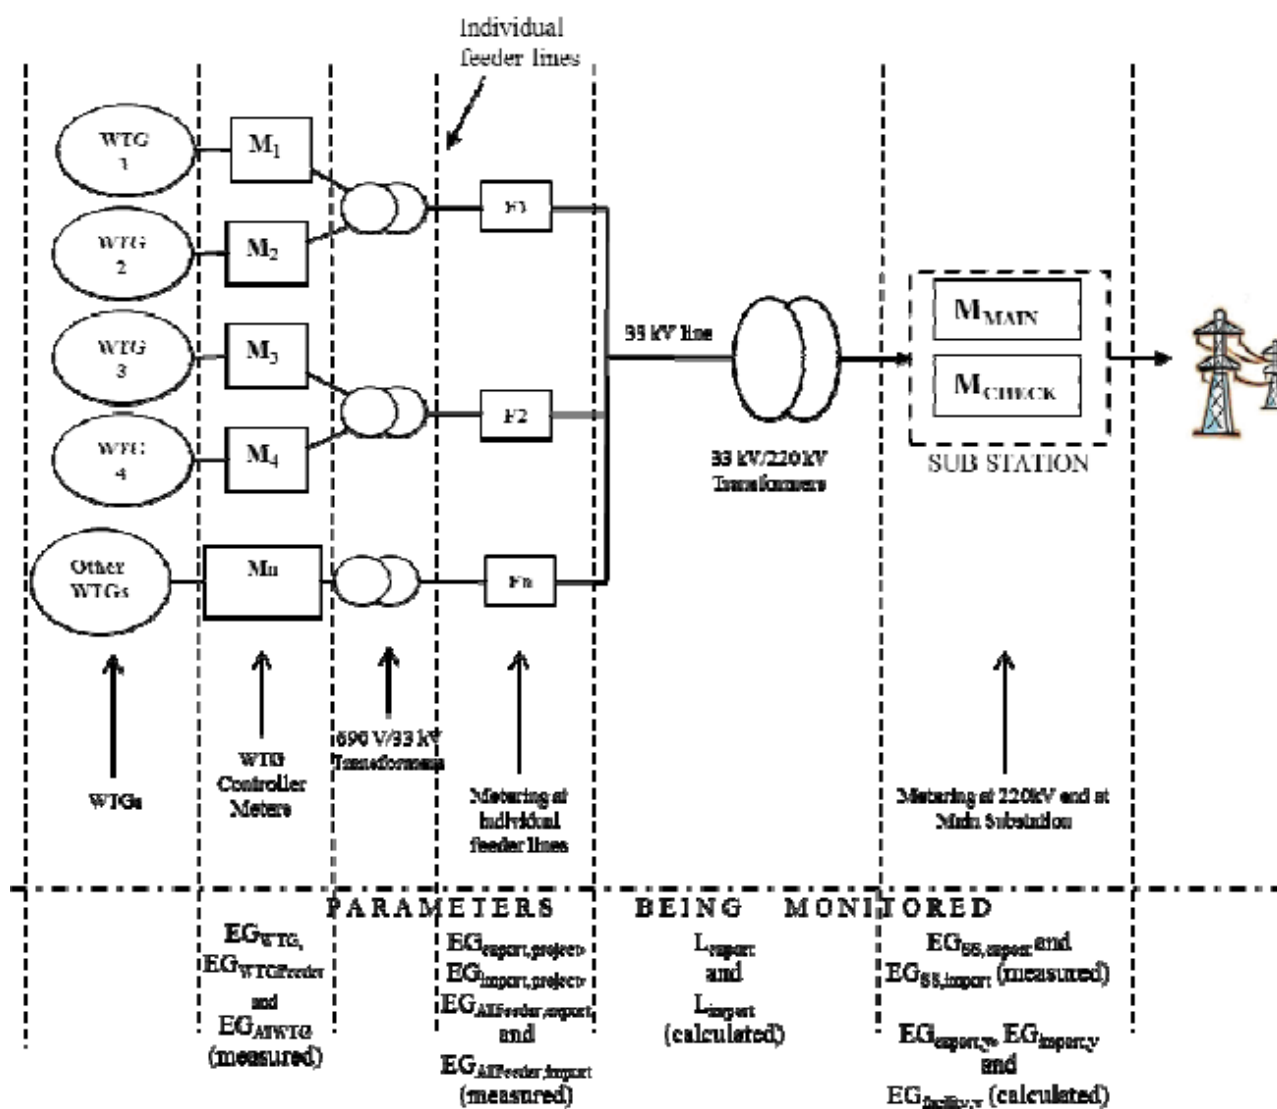 Individual
feeder lines
WTG
1
M1
WTG
2
M2
WTG
3
M3
WTG
4
M4
Other
WTGs
Mn
F1
F2
Fn
33 kV line
33 kV/220 kV
Transformers
MMAIN
MCHECK
SUB STATION
WTGs
WTG
Controller
Meters
690 V/33 kV
Transformers
Metering at
individual
feeder lines
Metering at 220kV end at
Main Substation
PARAMETERS BEING MONITORED
EGWTG,
EGWTGFeeder
and
EGAllWTG
(measured)
EGexport,project,
EGimport,project,
EGAllFeeder,export,
and
EGAllFeeder,import
(measured)
Lexport
and
Limport
(calculated)
EGSS,export and
EGSS,import (measured)
EGexport,y, EGimport,y
and
EGfacility,y (calculated)